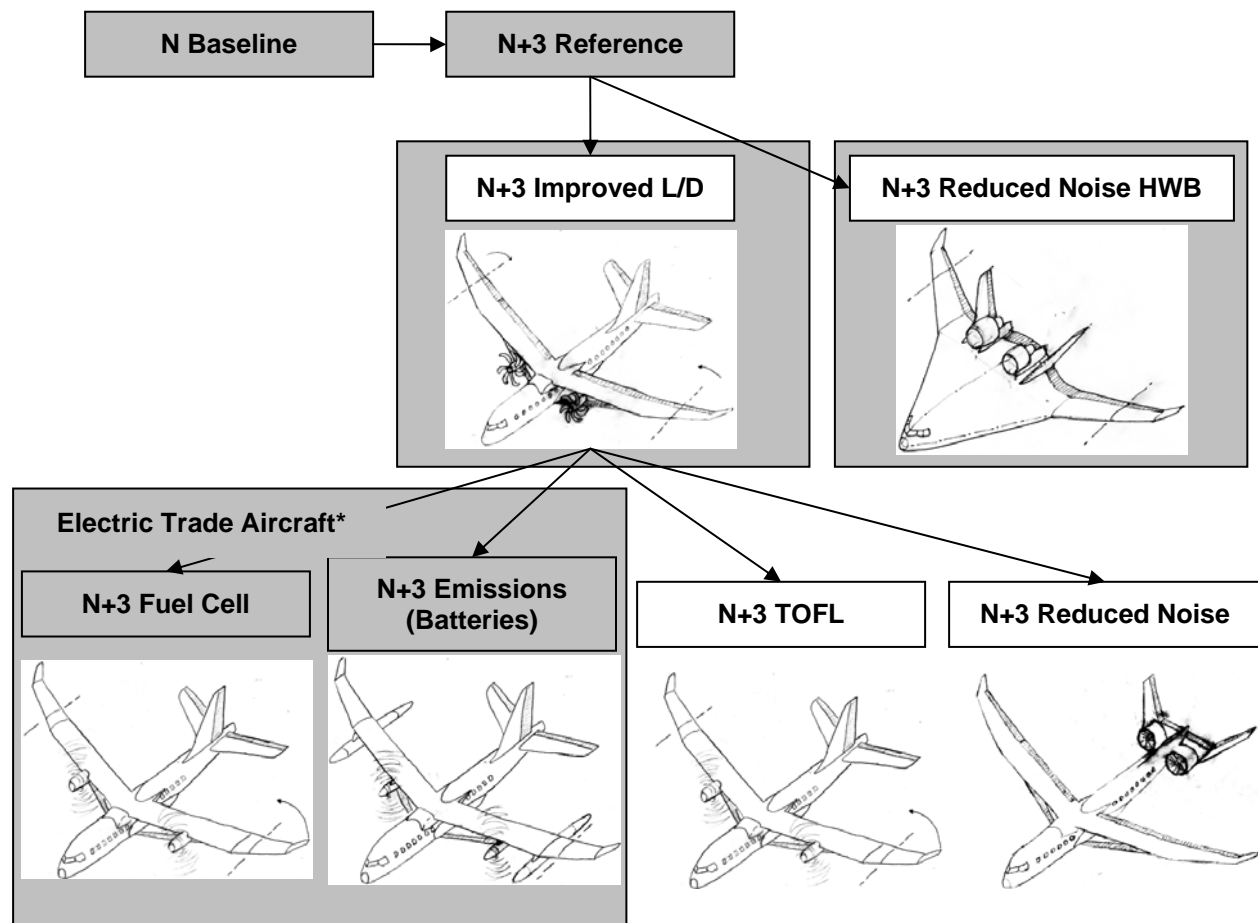 N Baseline
N+3 Reference
N+3 Improved L/D
N+3 Reduced Noise HWB
Electric Trade Aircraft*
N+3 Fuel Cell
N+3 Emissions
(Batteries)
N+3 TOFL
N+3 Reduced Noise